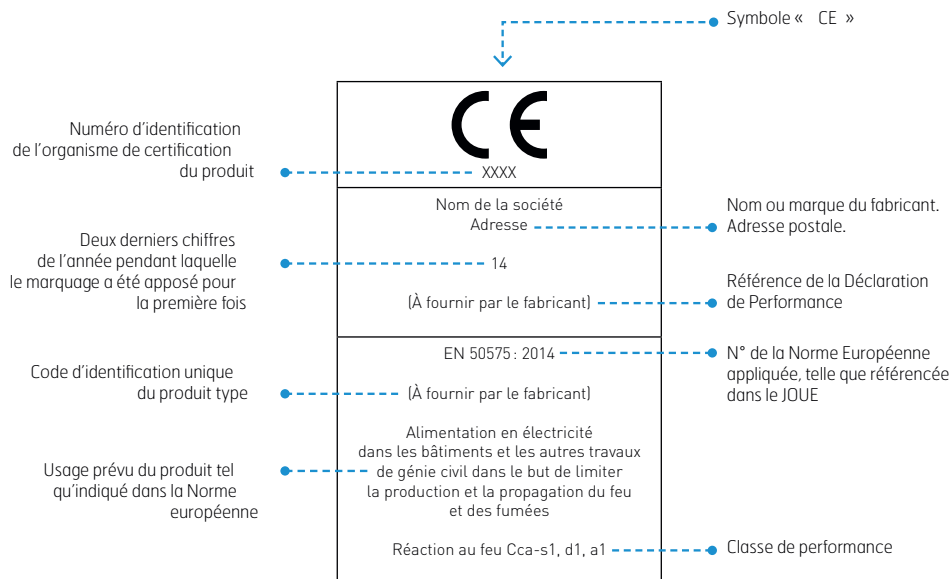 Symbole « CE »
CE
Numéro d'identification
de l'organisme de certification
du produit
XXXX
Nom de la société
Adresse
Nom ou marque du fabricant.
Adresse postale.
Deux derniers chiffres
de l'année pendant laquelle
le marquage a été apposé pour
la première fois
14
(À fournir par le fabricant)
Référence de la Déclaration
de Performance
EN 50575 : 2014
N° de la Norme Européenne
appliquée, telle que référencée
dans le JOUE
Code d'identification unique
du produit type
(À fournir par le fabricant)
Alimentation en électricité
dans les bâtiments et les autres travaux
de génie civil dans le but de limiter
la production et la propagation du feu
et des fumées
Usage prévu du produit tel
qu'indiqué dans la Norme
européenne
Réaction au feu Cca-s1, d1, a1
Classe de performance